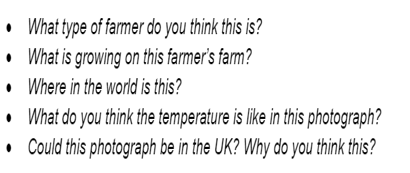 • What type of farmer do you think this is?
• What is growing on this farmer's farm?
• Where in the world is this?
• What do you think the temperature is like in this photograph?
• Could this photograph be in the UK? Why do you think this?